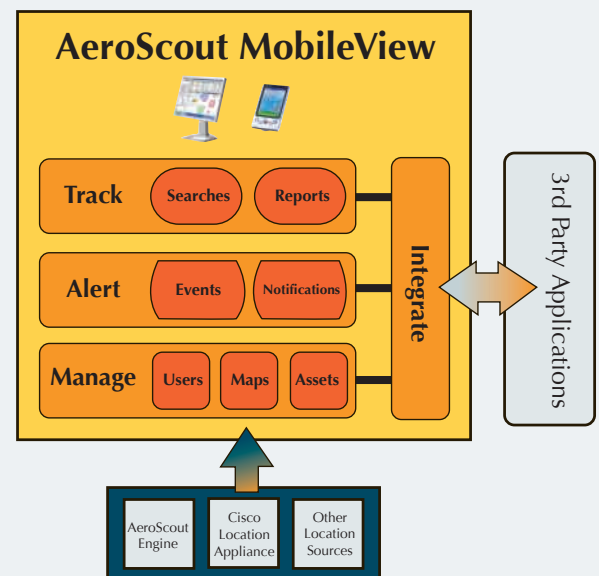 AeroScout MobileView
Track
Searches
Reports
Alert
Events
Notifications
Manage
Users
Maps
Assets
Integrate
3rd Party Applications
AeroScout
Engine
Cisco
Location
Appliance
Other
Location
Sources